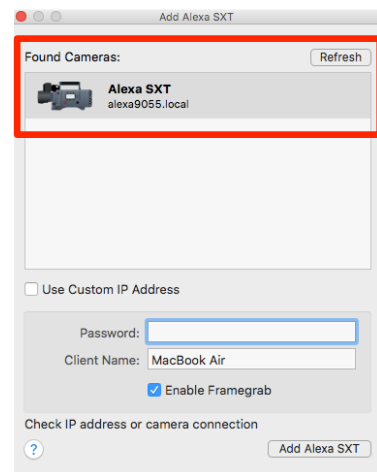 Add Alexa SXT
Found Cameras: Refresh
Alexa SXT
alexa9055.local
Use Custom IP Address
Password:
Client Name: MacBook Air
Enable Framegrab
Check IP address or camera connection
? Add Alexa SXT